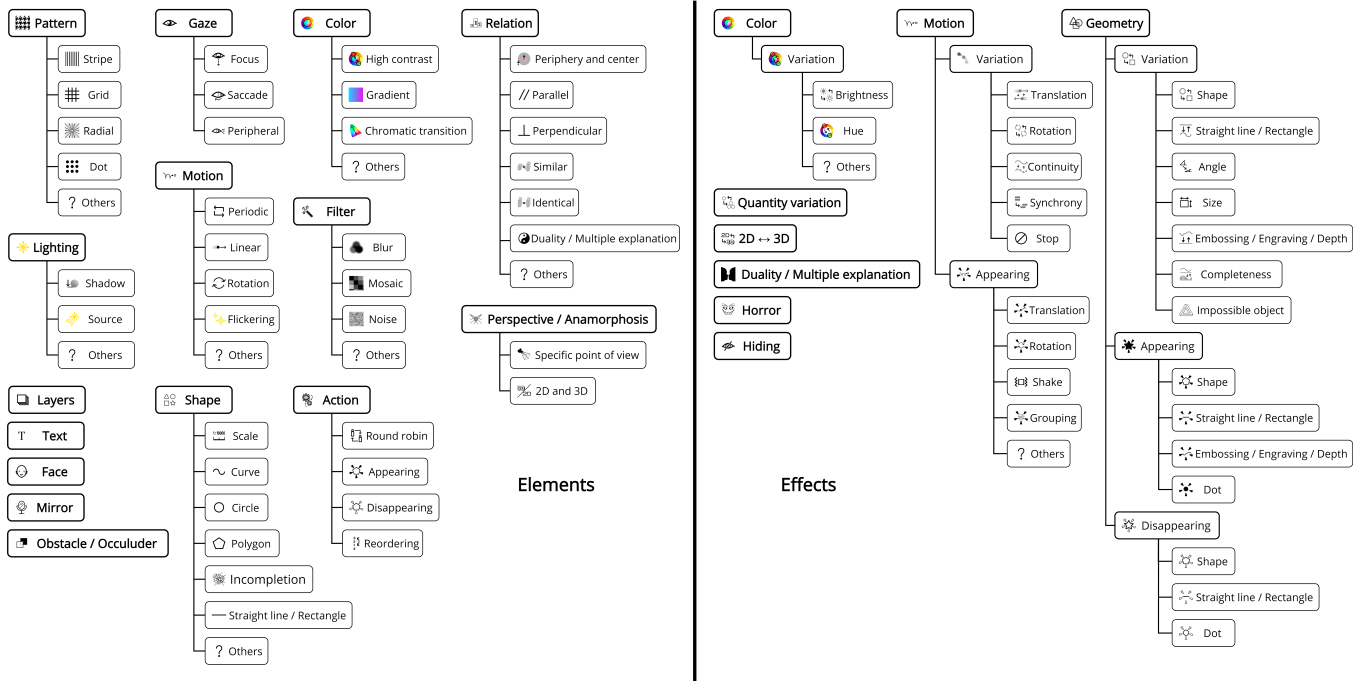 Pattern
Stripe
Grid
Radial
Dot
? Others
Lighting
Shadow
Source
? Others
Layers
T Text
Face
Mirror
Obstacle / Occuluder
Gaze
Focus
Saccade
Peripheral
Motion
Periodic
Linear
Rotation
Flickering
? Others
Shape
Scale
Curve
Circle
Polygon
Incompletion
Straight line / Rectangle
? Others
Color
High contrast
Gradient
Chromatic transition
? Others
Filter
Blur
Mosaic
Noise
? Others
Action
Round robin
Appearing
Disappearing
Reordering
Relation
Periphery and center
Parallel
Perpendicular
Similar
Identical
Duality / Multiple explanation
? Others
Perspective / Anamorphosis
Specific point of view
2D and 3D
Elements
Color
Variation
Brightness
Hue
? Others
Quantity variation
2D ↔ 3D
Duality / Multiple explanation
Horror
Hiding
Effects
Motion
Variation
Translation
Rotation
Continuity
Synchrony
Stop
Appearing
Translation
Rotation
Shake
Grouping
? Others
Geometry
Variation
Shape
Straight line / Rectangle
Angle
Size
Embossing / Engraving / Depth
Completeness
Impossible object
Appearing
Shape
Straight line / Rectangle
Embossing / Engraving / Depth
Dot
Disappearing
Shape
Straight line / Rectangle
Dot